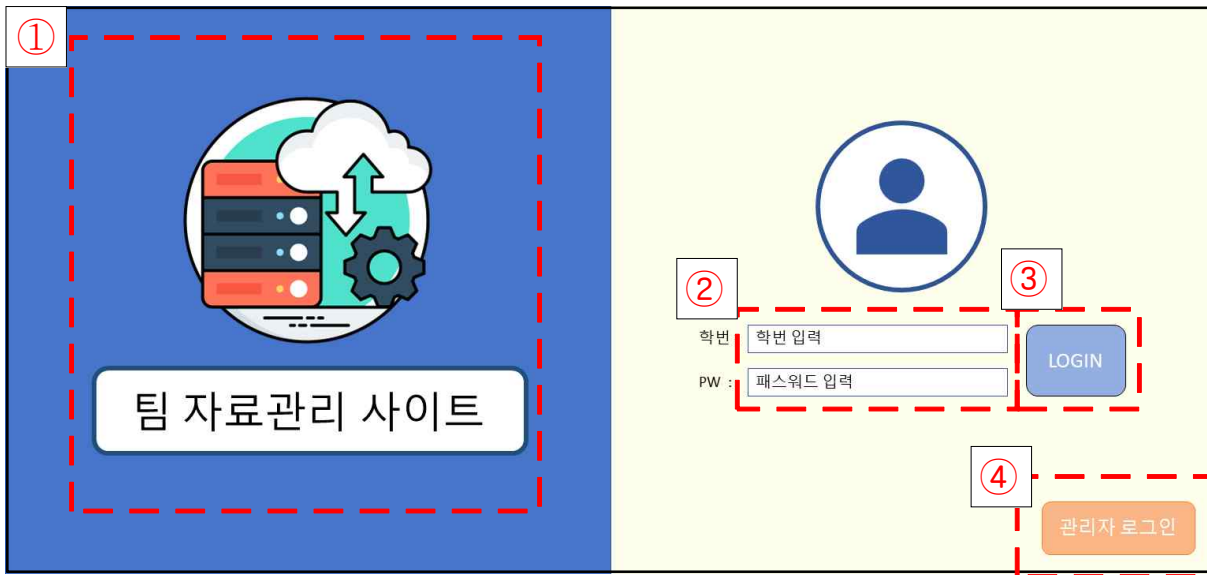 ①
팀 자료관리 사이트
②
③
학번 학번 입력
PW : 패스워드 입력
LOGIN
④
관리자 로그인